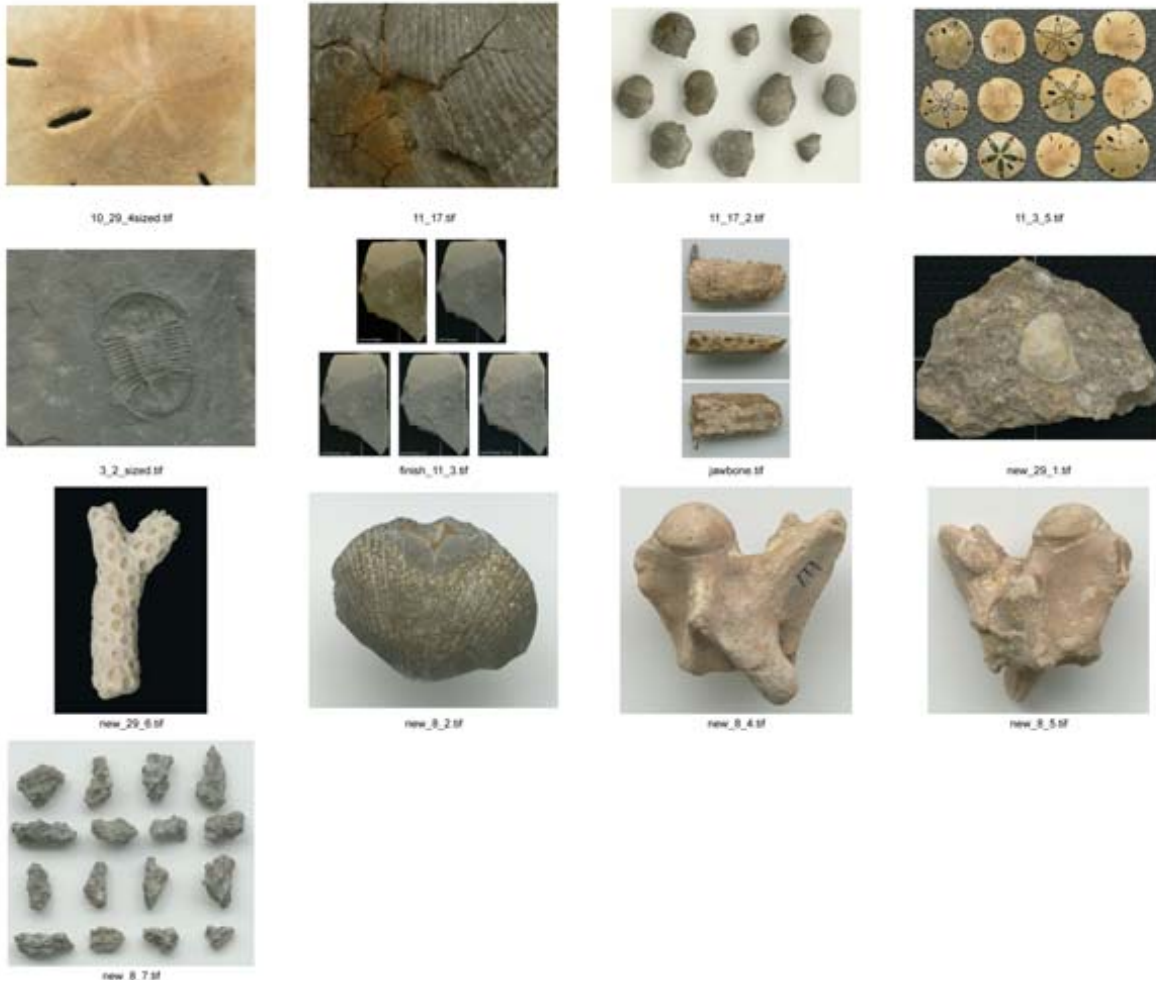 10_29_4sized.tif
11_17.tif
11_17_2.tif
11_3_5.tif
3_2_sized.tif
finish_11_3.tif
jawbone.tif
new_29_1.tif
new_29_6.tif
new_8_2.tif
new_8_4.tif
new_8_5.tif
new_8_7.tif